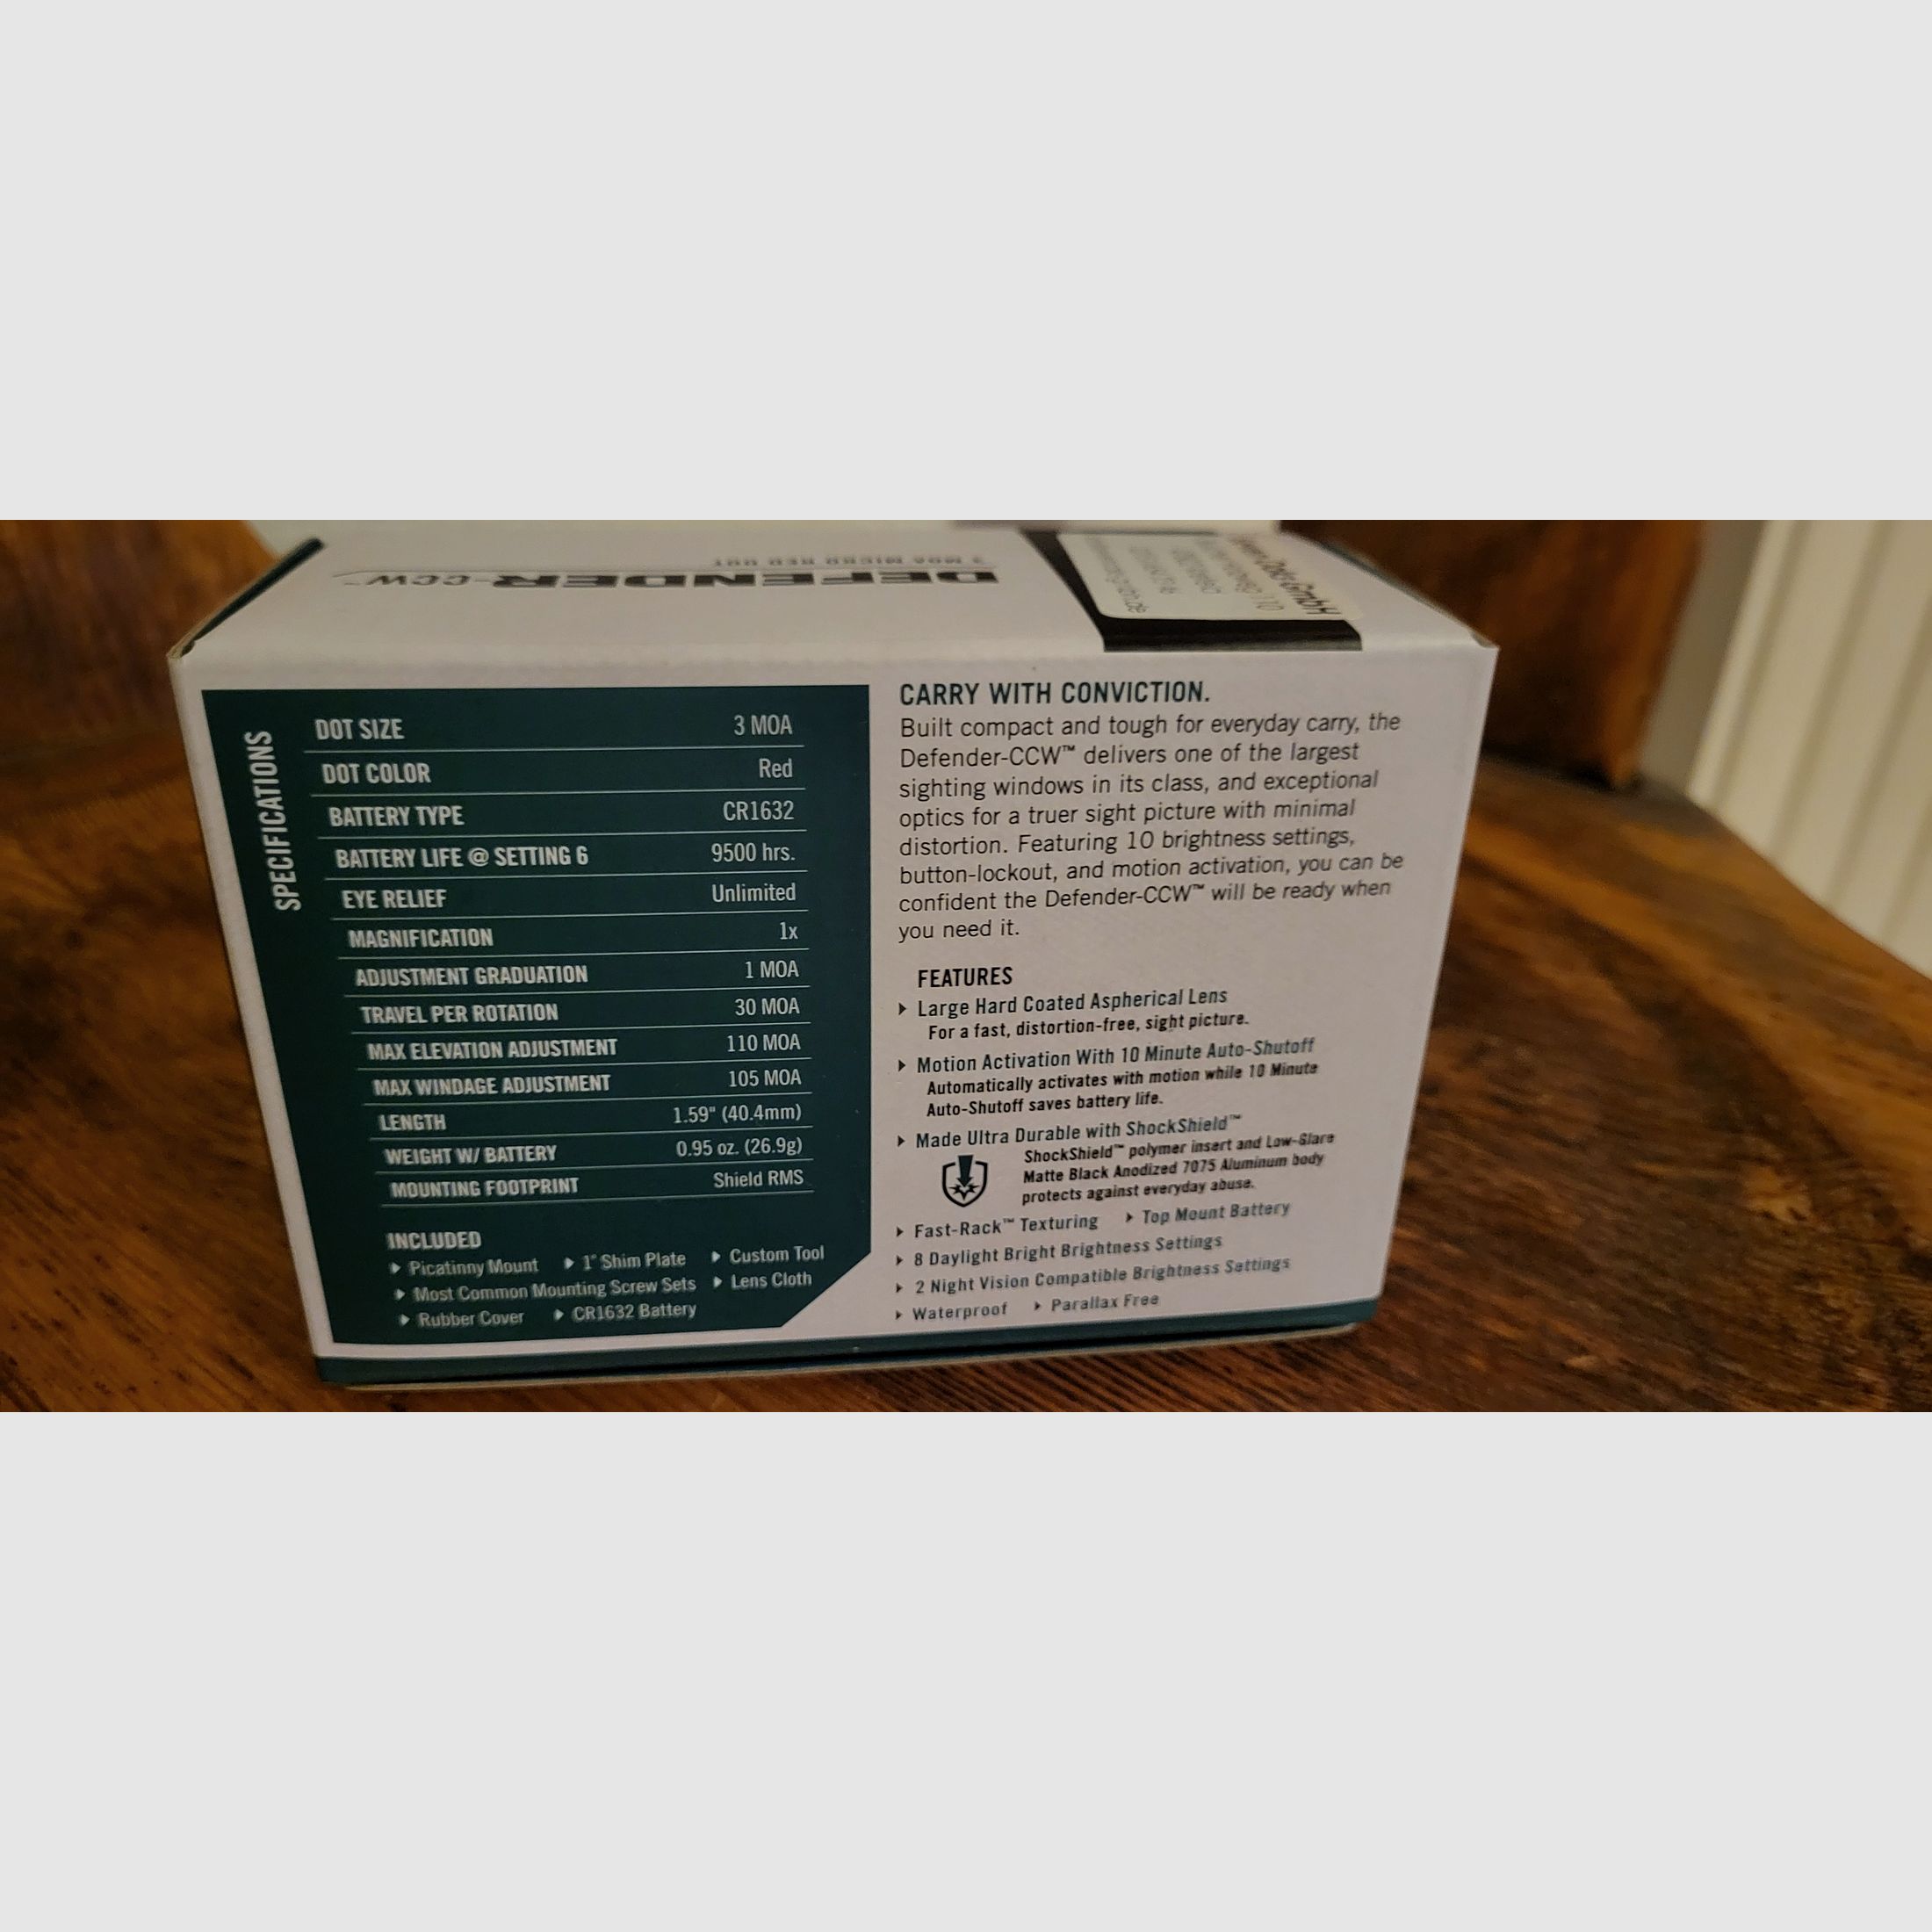 3 MOA MICRO RED DOT
DEFENDER-CCW™
GmbH
SPECIFICATIONS
DOT SIZE 3 MOA
DOT COLOR Red
BATTERY TYPE CR1632
BATTERY LIFE @ SETTING 6 9500 hrs.
EYE RELIEF Unlimited
MAGNIFICATION 1x
ADJUSTMENT GRADUATION 1 MOA
TRAVEL PER ROTATION 30 MOA
MAX ELEVATION ADJUSTMENT 110 MOA
MAX WINDAGE ADJUSTMENT 105 MOA
LENGTH 1.59" (40.4mm)
WEIGHT W/ BATTERY 0.95 oz. (26.9g)
MOUNTING FOOTPRINT Shield RMS
INCLUDED
Picatinny Mount 1° Shim Plate Custom Tool
Most Common Mounting Screw Sets Lens Cloth
Rubber Cover CR1632 Battery
CARRY WITH CONVICTION.
Built compact and tough for everyday carry, the
Defender-CCW™ delivers one of the largest
sighting windows in its class, and exceptional
optics for a truer sight picture with minimal
distortion. Featuring 10 brightness settings,
button-lockout, and motion activation, you can be
confident the Defender-CCW™ will be ready when
you need it.
FEATURES
Large Hard Coated Aspherical Lens
For a fast, distortion-free, sight picture.
Motion Activation With 10 Minute Auto-Shutoff
Automatically activates with motion while 10 Minute
Auto-Shutoff saves battery life.
Made Ultra Durable with ShockShield™
ShockShield™ polymer insert and Low-Glare
Matte Black Anodized 7075 Aluminum body
protects against everyday abuse.
Fast-Rack™ Texturing Top Mount Battery
8 Daylight Bright Brightness Settings
2 Night Vision Compatible Brightness Settings
Waterproof Parallax Free